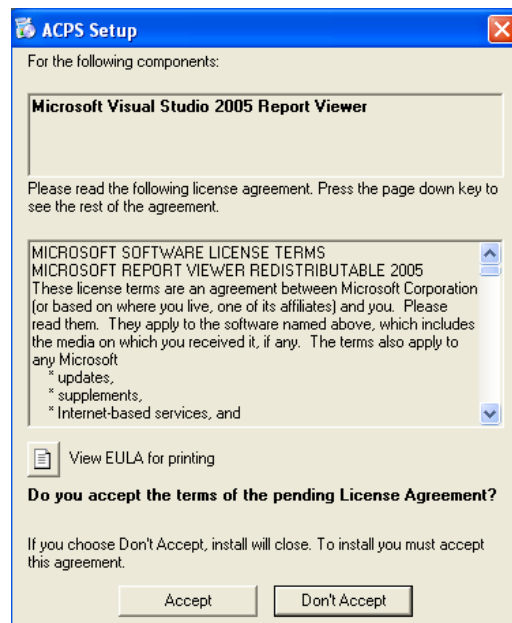 ACPS Setup
For the following components:
Microsoft Visual Studio 2005 Report Viewer
Please read the following license agreement. Press the page down key to
see the rest of the agreement.
MICROSOFT SOFTWARE LICENSE TERMS
MICROSOFT REPORT VIEWER REDISTRIBUTABLE 2005
These license terms are an agreement between Microsoft Corporation
(or based on where you live, one of its affiliates) and you.  Please
read them.  They apply to the software named above, which includes
the media on which you received it, if any.  The terms also apply to
any Microsoft
* updates,
* supplements,
* Internet-based services, and
View EULA for printing
Do you accept the terms of the pending License Agreement?
If you choose Don't Accept, install will close. To install you must accept
this agreement.
Accept
Don't Accept